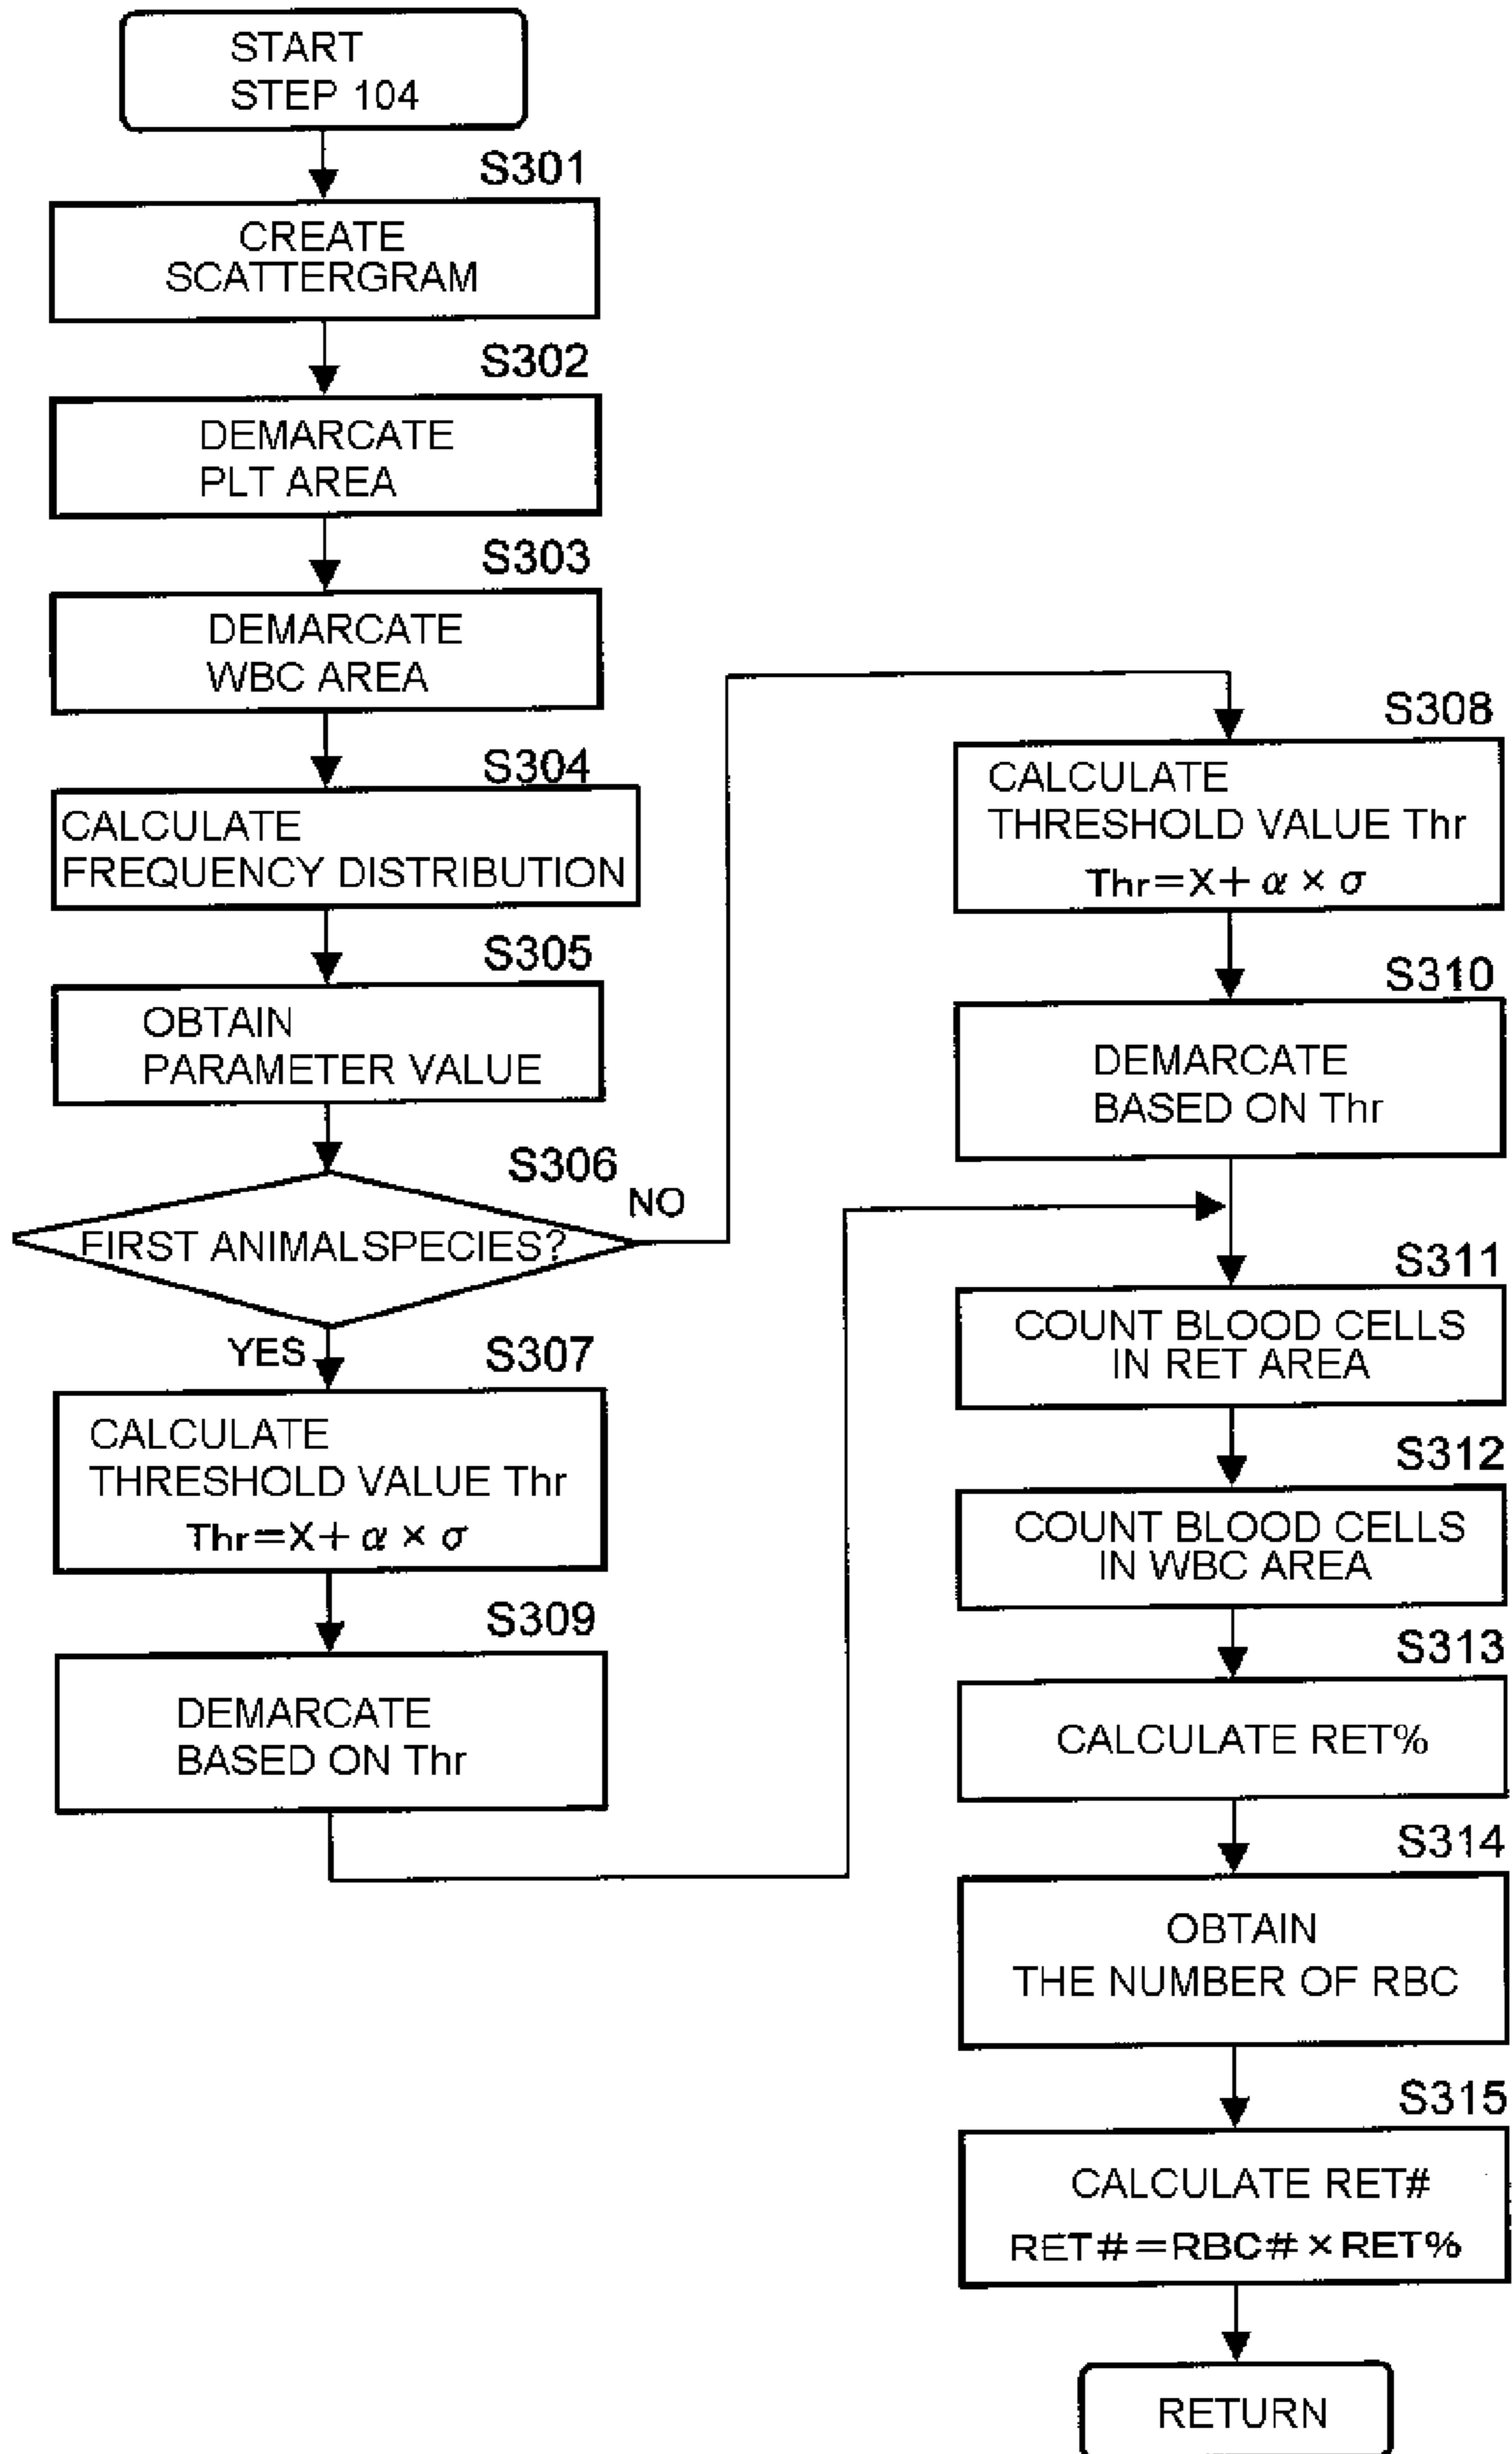 START
STEP 104
S301
CREATE
SCATTERGRAM
S302
DEMARCATE
PLT AREA
S303
DEMARCATE
WBC AREA
S304
CALCULATE
FREQUENCY DISTRIBUTION
S305
OBTAIN
PARAMETER VALUE
S306
NO
FIRST ANIMALSPECIES?
YES
S307
CALCULATE
THRESHOLD VALUE Thr
Thr=X+ α × σ
S309
DEMARCATE
BASED ON Thr
S308
CALCULATE
THRESHOLD VALUE Thr
Thr=X+ α × σ
S310
DEMARCATE
BASED ON Thr
S311
COUNT BLOOD CELLS
IN RET AREA
S312
COUNT BLOOD CELLS
IN WBC AREA
S313
CALCULATE RET%
S314
OBTAIN
THE NUMBER OF RBC
S315
CALCULATE RET#
RET#=RBC#×RET%
RETURN